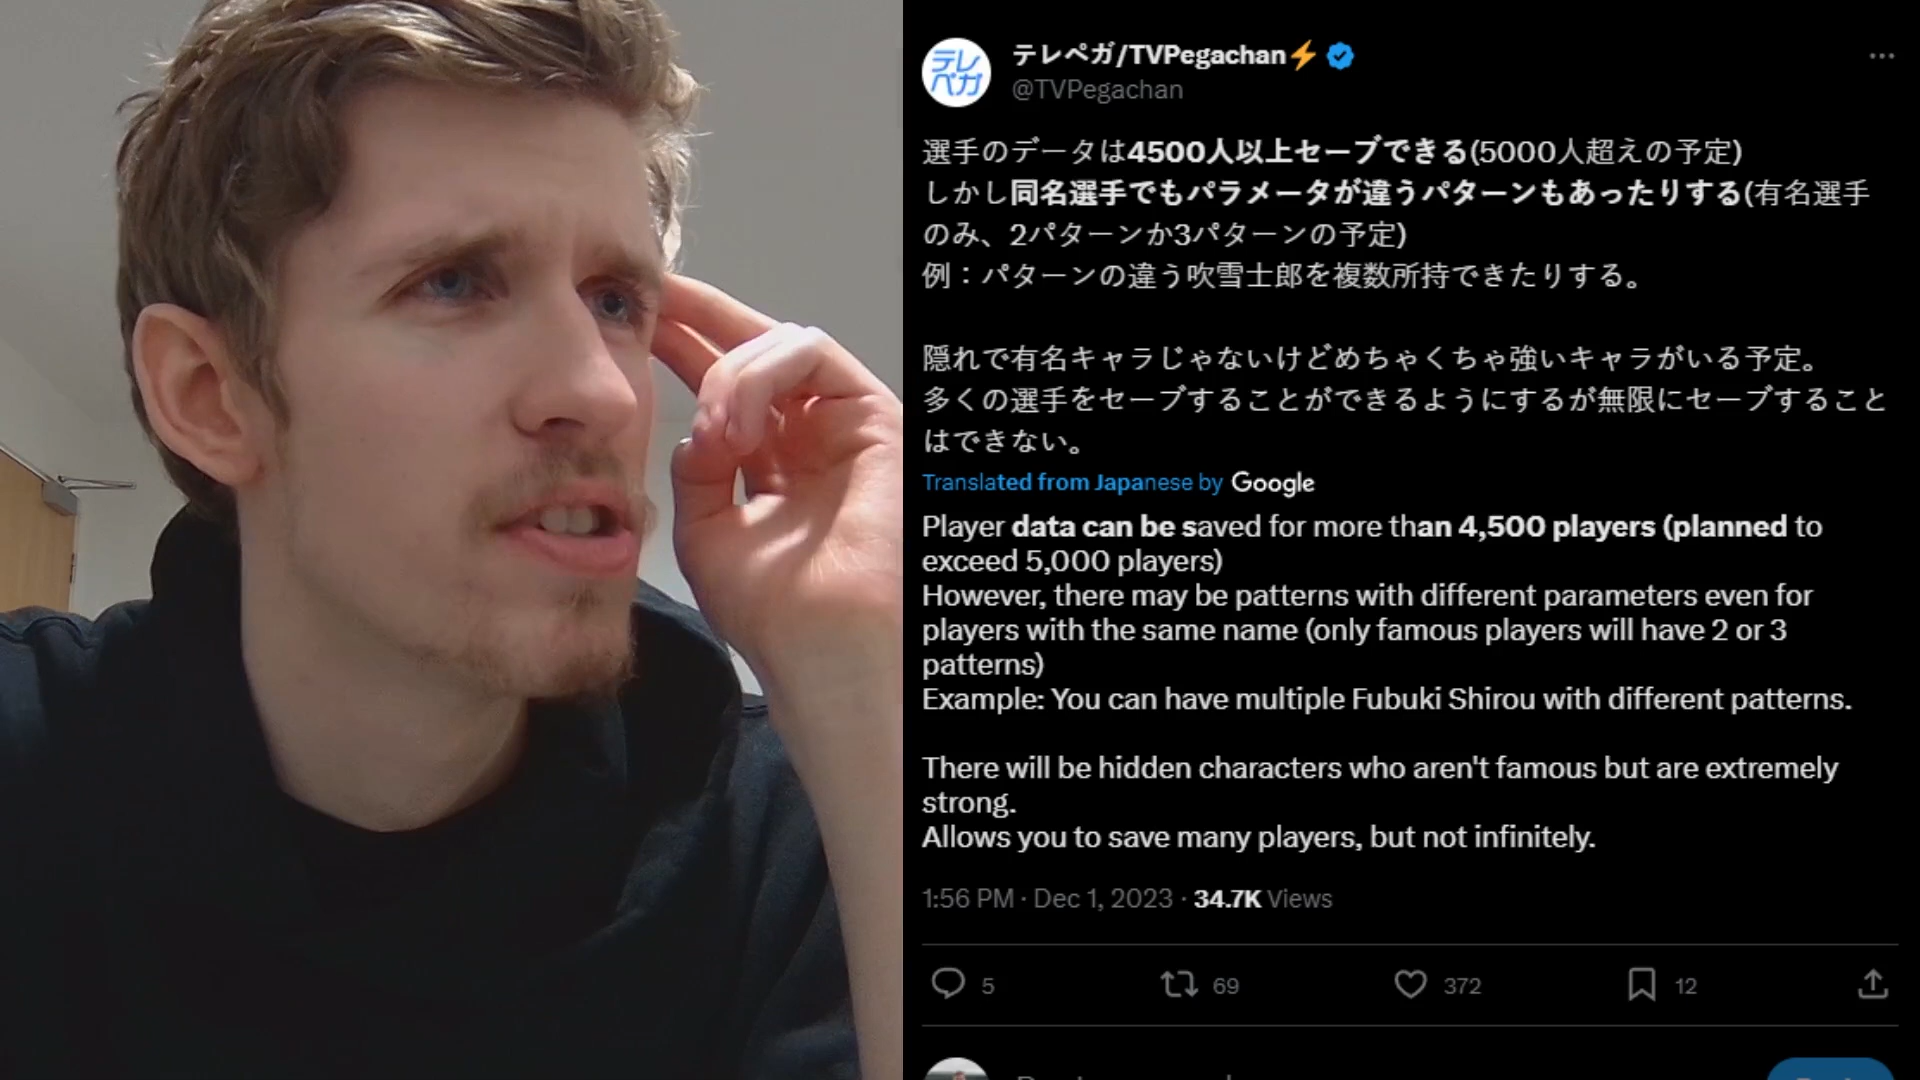 テレペガ
テレペガ/TVPegachan⚡
@TVPegachan
選手のデータは4500人以上セーブできる(5000人超えの予定)
しかし同名選手でもパラメータが違うパターンもあったりする(有名選手
のみ、2パターンか3パターンの予定)
例：パターンの違う吹雪士郎を複数所持できたりする。
隠れで有名キャラじゃないけどめちゃくちゃ強いキャラがいる予定。
多くの選手をセーブすることができるようにするが無限にセーブすること
はできない。
Translated from Japanese by Google
Player data can be saved for more than 4,500 players (planned to
exceed 5,000 players)
However, there may be patterns with different parameters even for
players with the same name (only famous players will have 2 or 3
patterns)
Example: You can have multiple Fubuki Shirou with different patterns.
There will be hidden characters who aren't famous but are extremely
strong.
Allows you to save many players, but not infinitely.
1:56 PM · Dec 1, 2023 · 34.7K Views
5 69 372 12